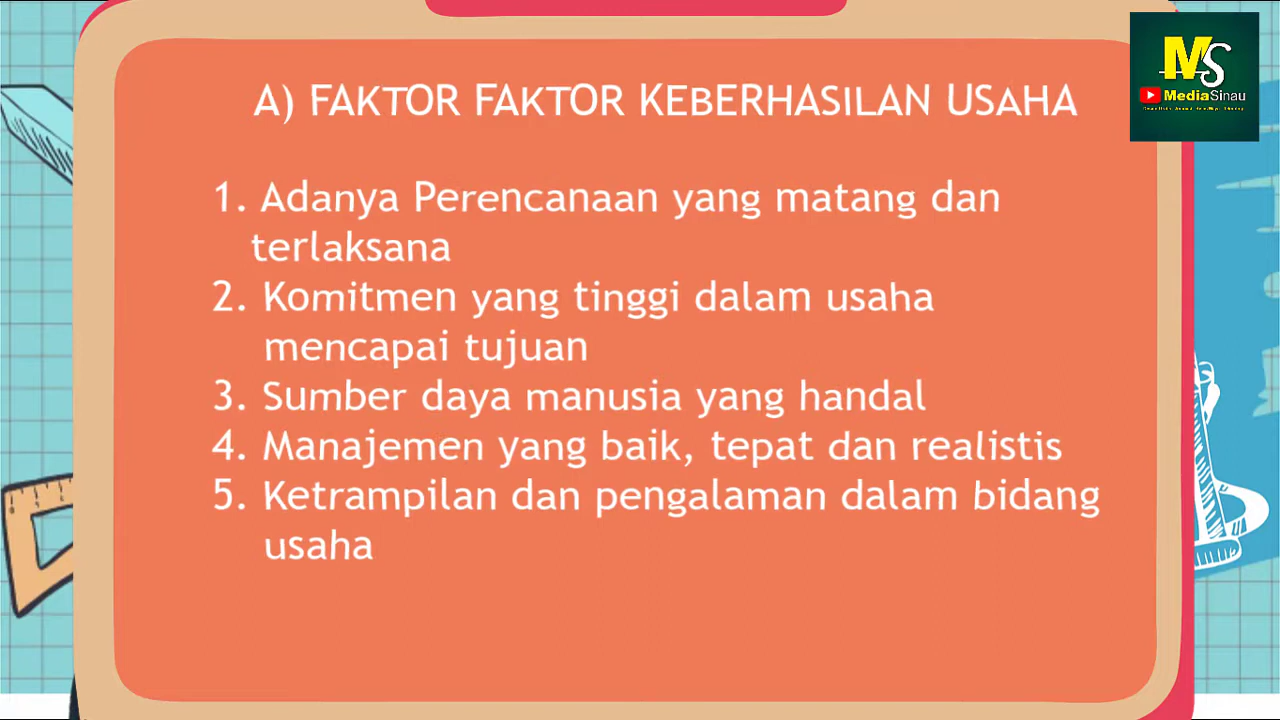 A) FAKTOR FAKTOR KEBERHASILAN USAHA
MS
MediaSinau
1. Adanya Perencanaan yang matang dan
terlaksana
2. Komitmen yang tinggi dalam usaha
mencapai tujuan
3. Sumber daya manusia yang handal
4. Manajemen yang baik, tepat dan realistis
5. Ketrampilan dan pengalaman dalam bidang
usaha